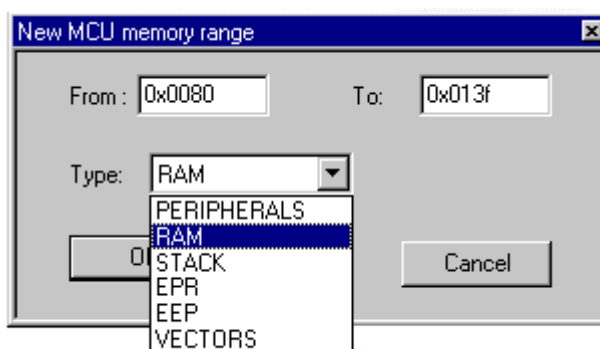 New MCU memory range
From : 0x0080 To: 0x013f
Type: RAM
PERIPHERALS
RAM
STACK
Cancel
EPR
EEP
VECTORS